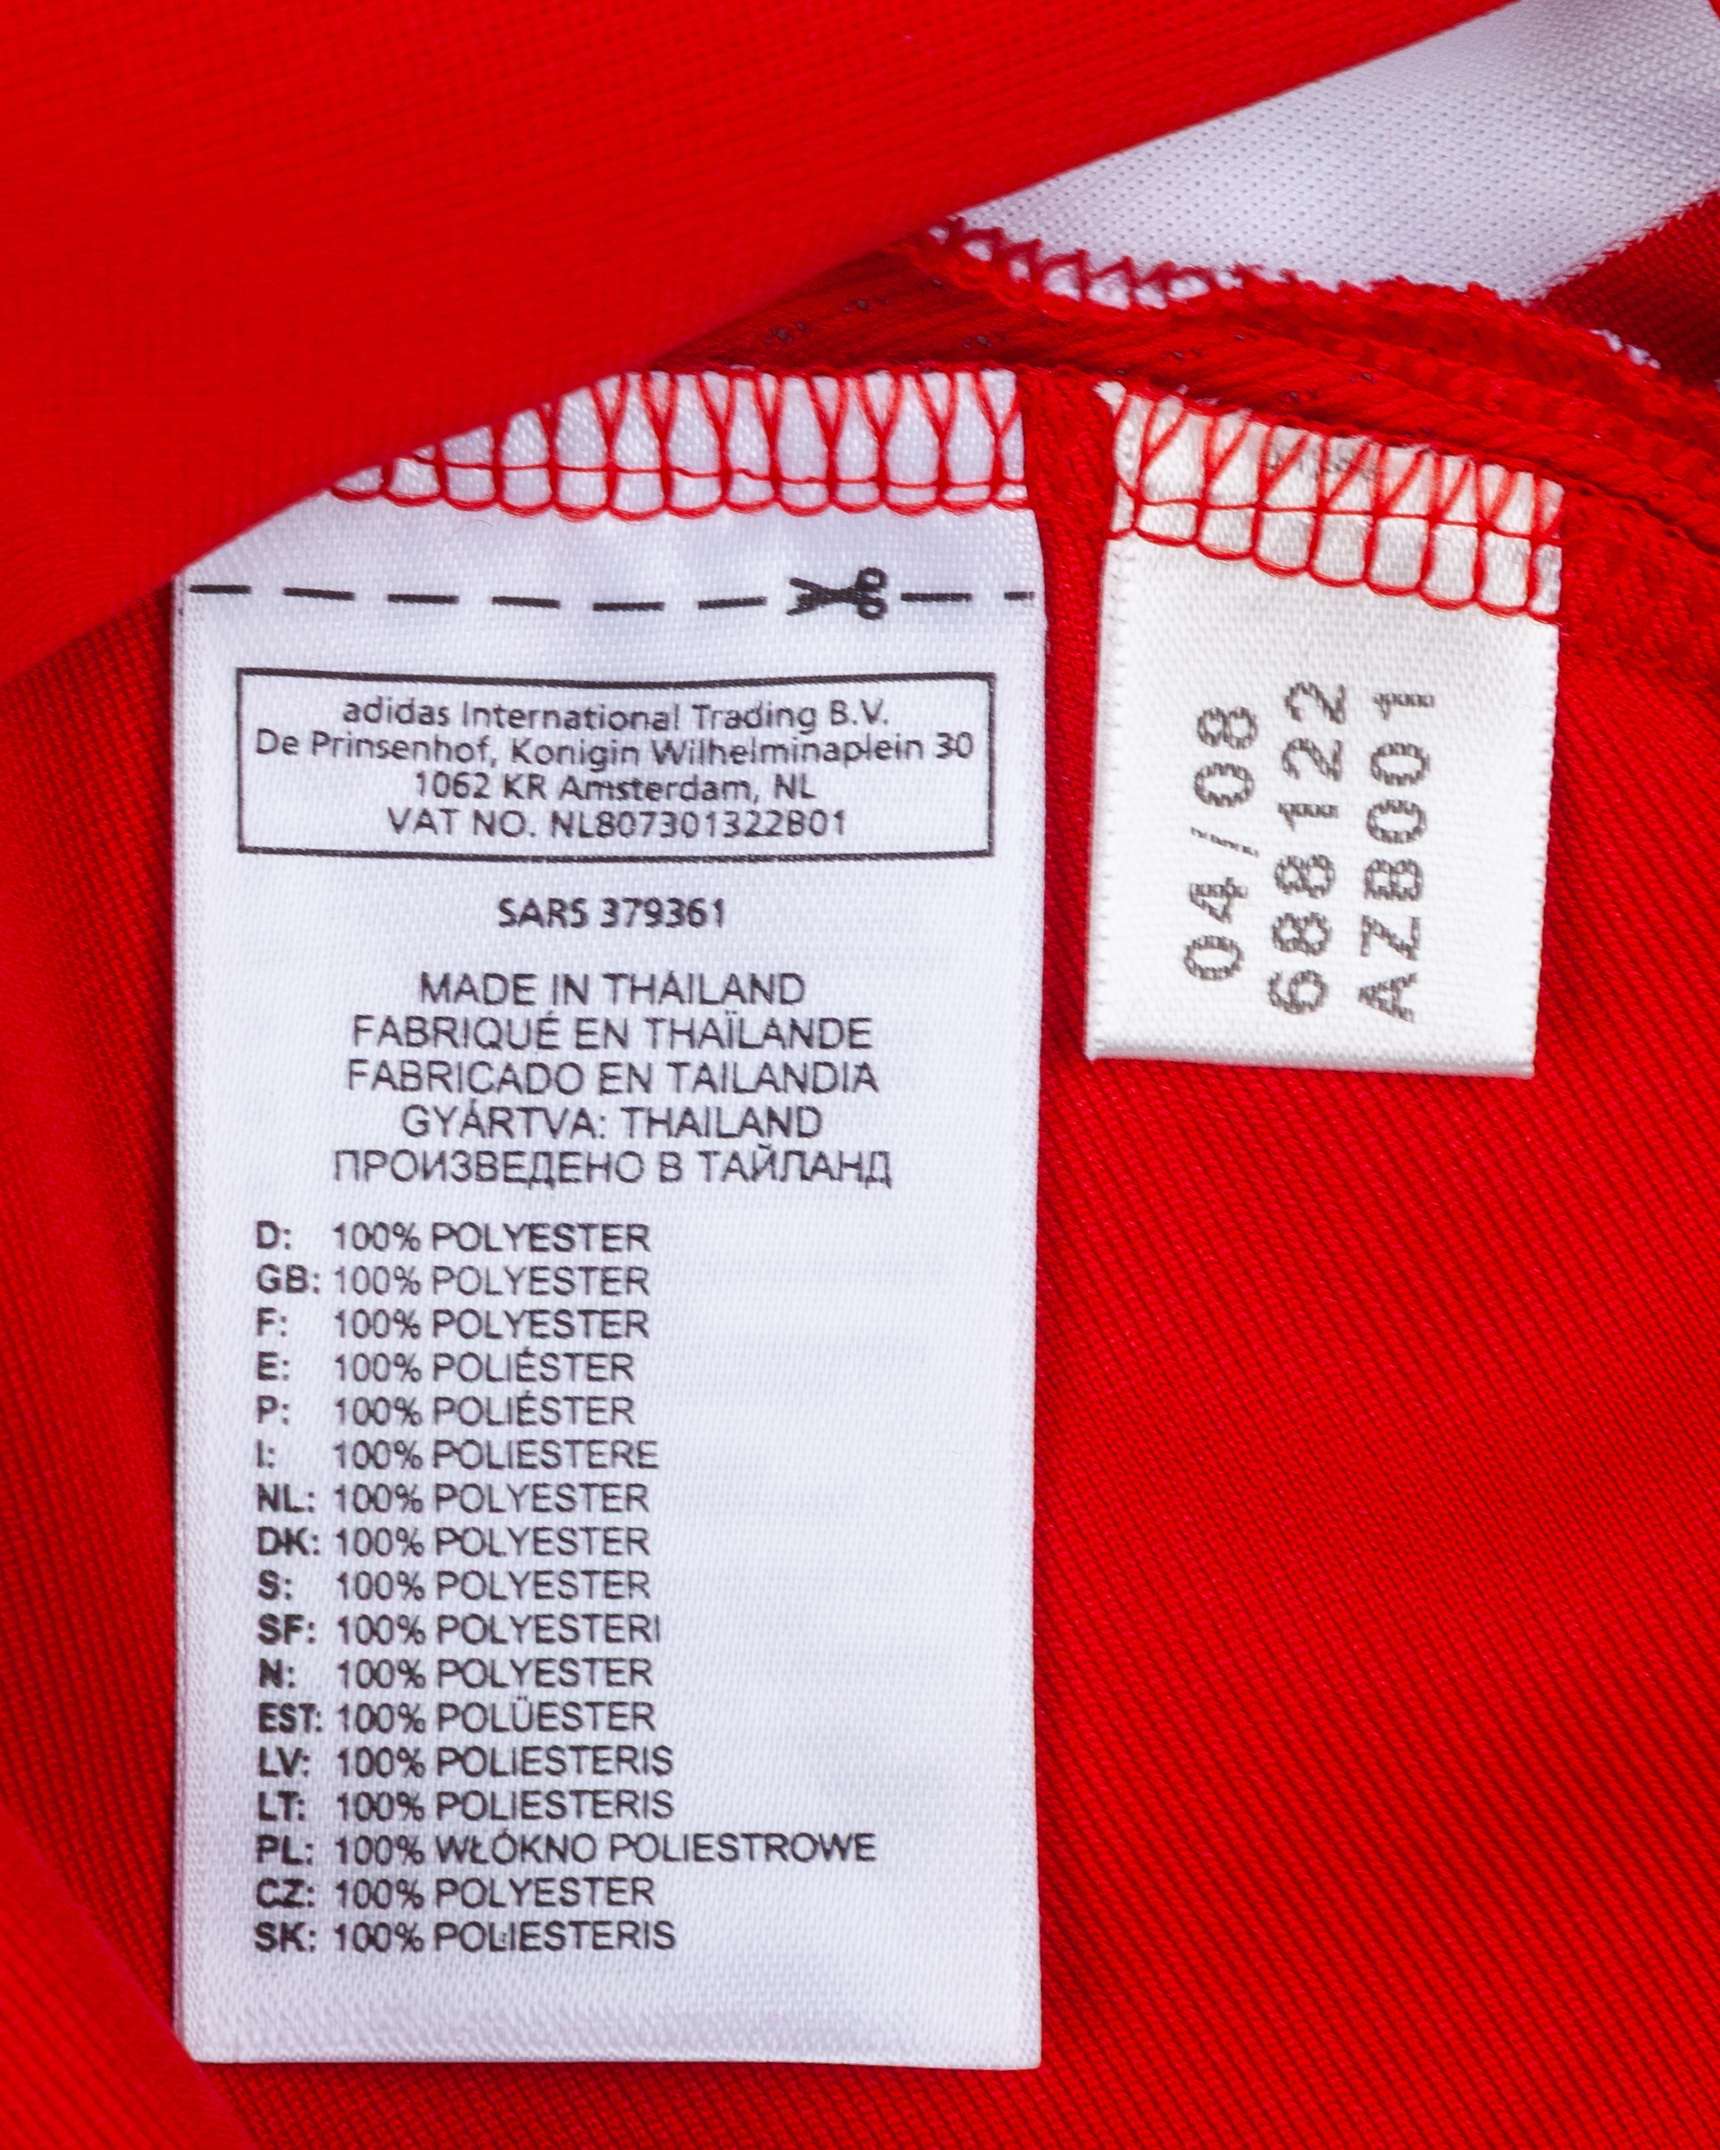 adidas International Trading B.V.
De Prinsenhof, Konigin Wilhelminaplein 30
1062 KR Amsterdam, NL
VAT NO. NL807301322B01
SARS 379361
MADE IN THAILAND
FABRIQUÉ EN THAÏLANDE
FABRICADO EN TAILANDIA
GYÁRTVA: THAILAND
ПРОИЗВЕДЕНО В ТАЙЛАНД
D: 100% POLYESTER
GB: 100% POLYESTER
F: 100% POLYESTER
E: 100% POLIÉSTER
P: 100% POLIÉSTER
I: 100% POLIESTERE
NL: 100% POLYESTER
DK: 100% POLYESTER
S: 100% POLYESTER
SF: 100% POLYESTERI
N: 100% POLYESTER
EST: 100% POLÜESTER
LV: 100% POLIESTERIS
LT: 100% POLIESTERIS
PL: 100% WŁÓKNO POLIESTROWE
CZ: 100% POLYESTER
SK: 100% POLIESTERIS
04/08
688122
AZB001